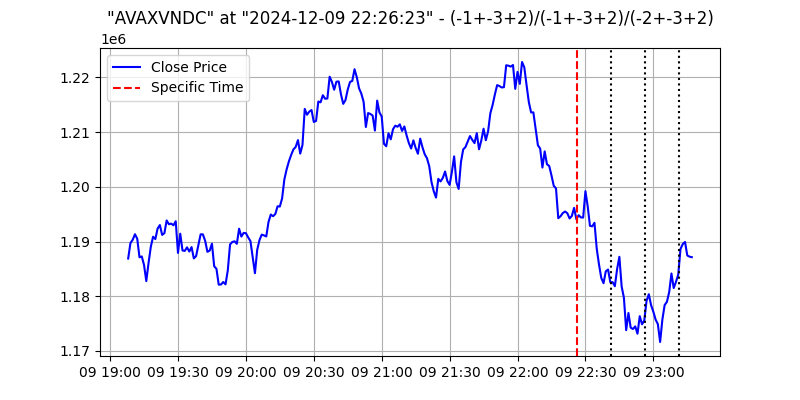 "AVAXVNDC" at "2024-12-09 22:26:23" - (-1+-3+2)/(-1+-3+2)/(-2+-3+2)
1e6
Close Price
Specific Time
1.22
1.21
1.20
1.19
1.18
1.17
09 19:00 09 19:30 09 20:00 09 20:30 09 21:00 09 21:30 09 22:00 09 22:30 09 23:00